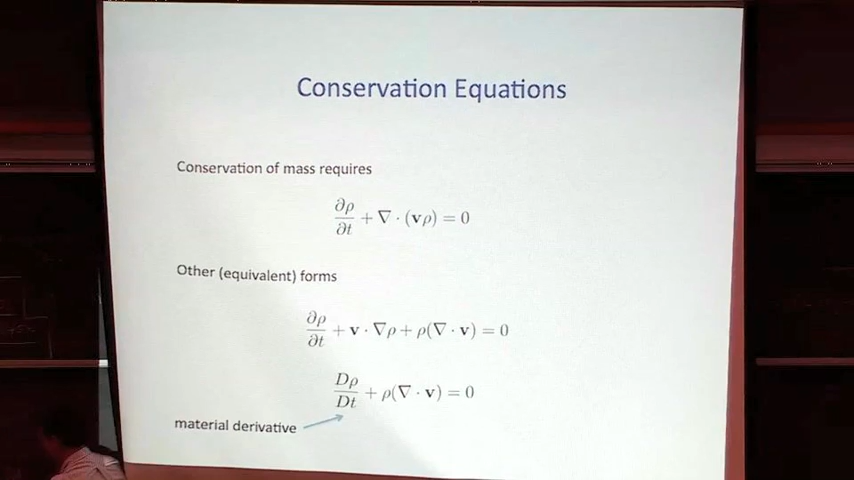 Conservation Equations
Conservation of mass requires
∂ρ/∂t + ∇ · (vρ) = 0
Other (equivalent) forms
∂ρ/∂t + v · ∇ρ + ρ(∇ · v) = 0
Dρ/Dt + ρ(∇ · v) = 0
material derivative